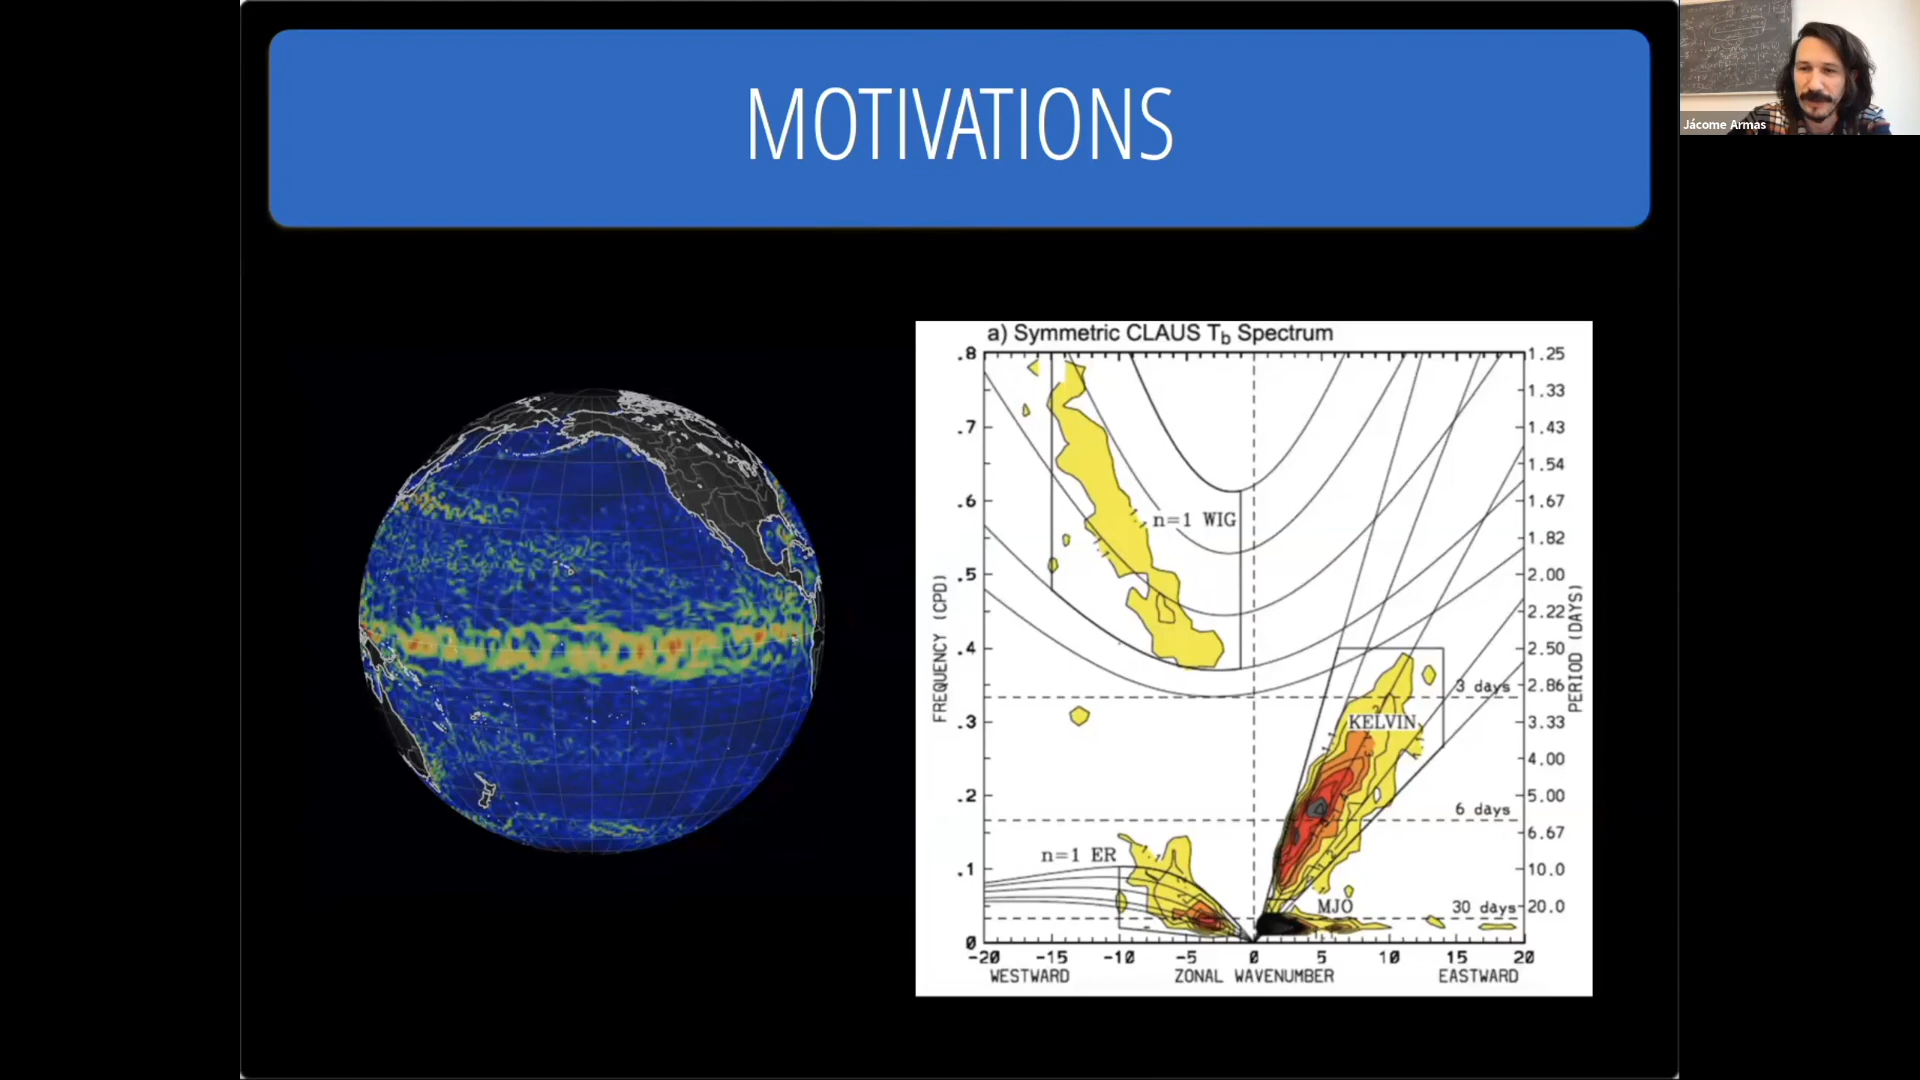 MOTIVATIONS
Jácome Armas
a) Symmetric CLAUS Tb Spectrum
.8
.7
.6
.5
.4
.3
.2
.1
0
FREQUENCY (CPD)
1.25
1.33
1.43
1.54
1.67
1.82
2.00
2.22
2.50
2.86
3.33
4.00
5.00
6.67
10.0
20.0
PERIOD (DAYS)
n=1 WIG
3 days
KELVIN
6 days
n=1 ER
MJO
30 days
-20 -15 -10 -5 0 5 10 15 20
WESTWARD ZONAL WAVENUMBER EASTWARD